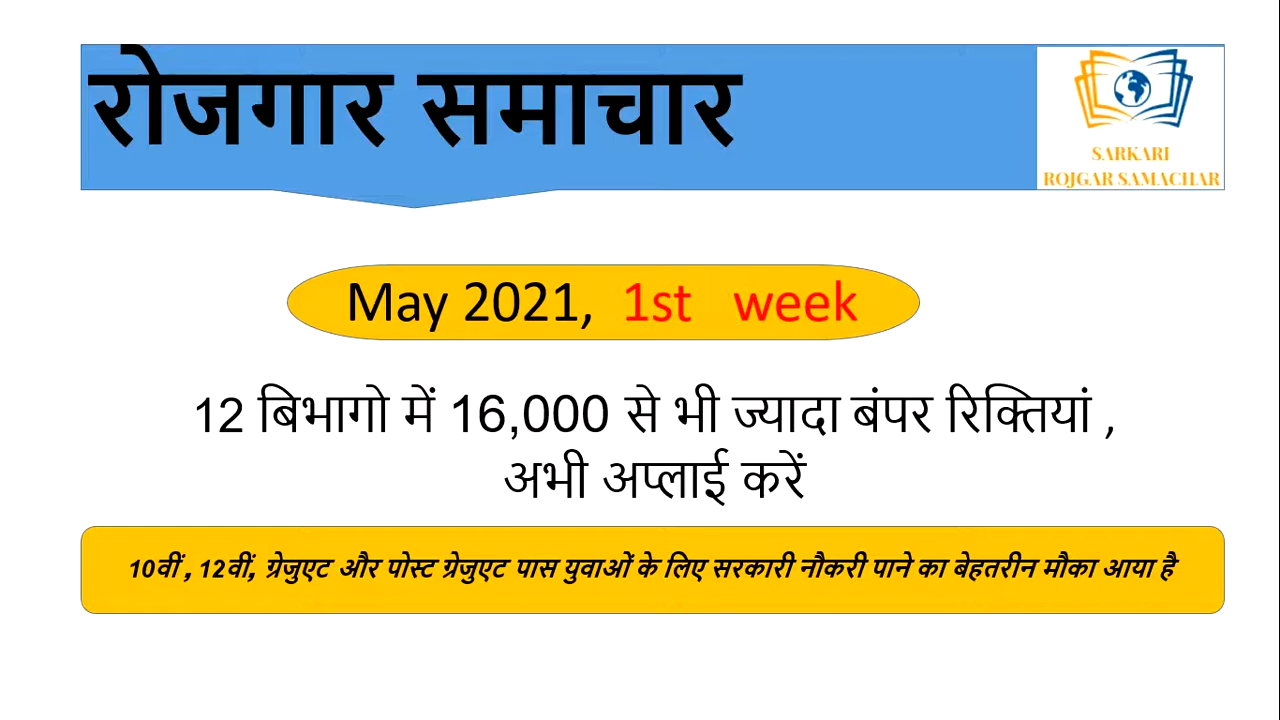 रोजगार समाचार
SARKARI
ROJGAR SAMACHAR
May 2021, 1st week
12 बिभागो में 16,000 से भी ज्यादा बंपर रिक्तियां ,
अभी अप्लाई करें
10वीं , 12वीं, ग्रेजुएट और पोस्ट ग्रेजुएट पास युवाओं के लिए सरकारी नौकरी पाने का बेहतरीन मौका आया है